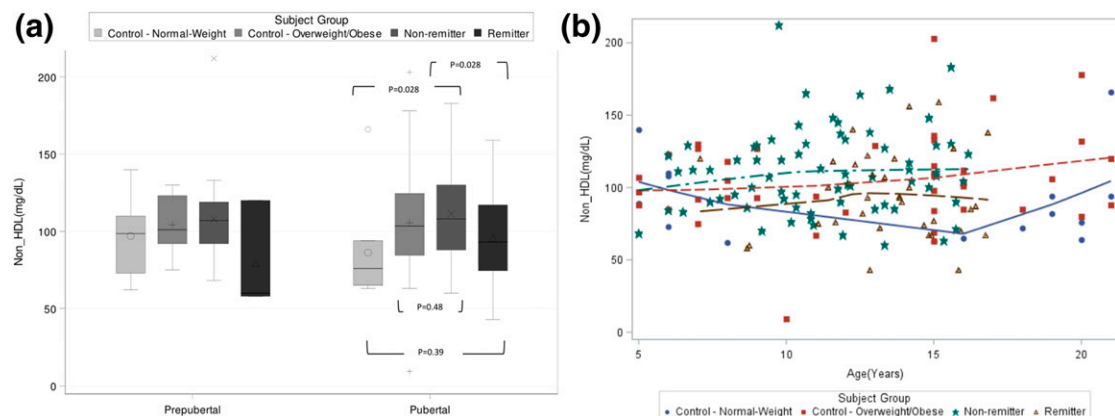 (a)
Subject Group
Control - Normal-Weight Control - Overweight/Obese Non-remitter Remitter
Non_HDL(mg/dL)
200
150
100
50
0
P=0.028
P=0.028
P=0.48
P=0.39
Prepubertal Pubertal
(b)
Non_HDL(mg/dL)
200
150
100
50
0
5 10 15 20
Age(Years)
Subject Group
Control - Normal-Weight Control - Overweight/Obese Non-remitter Remitter